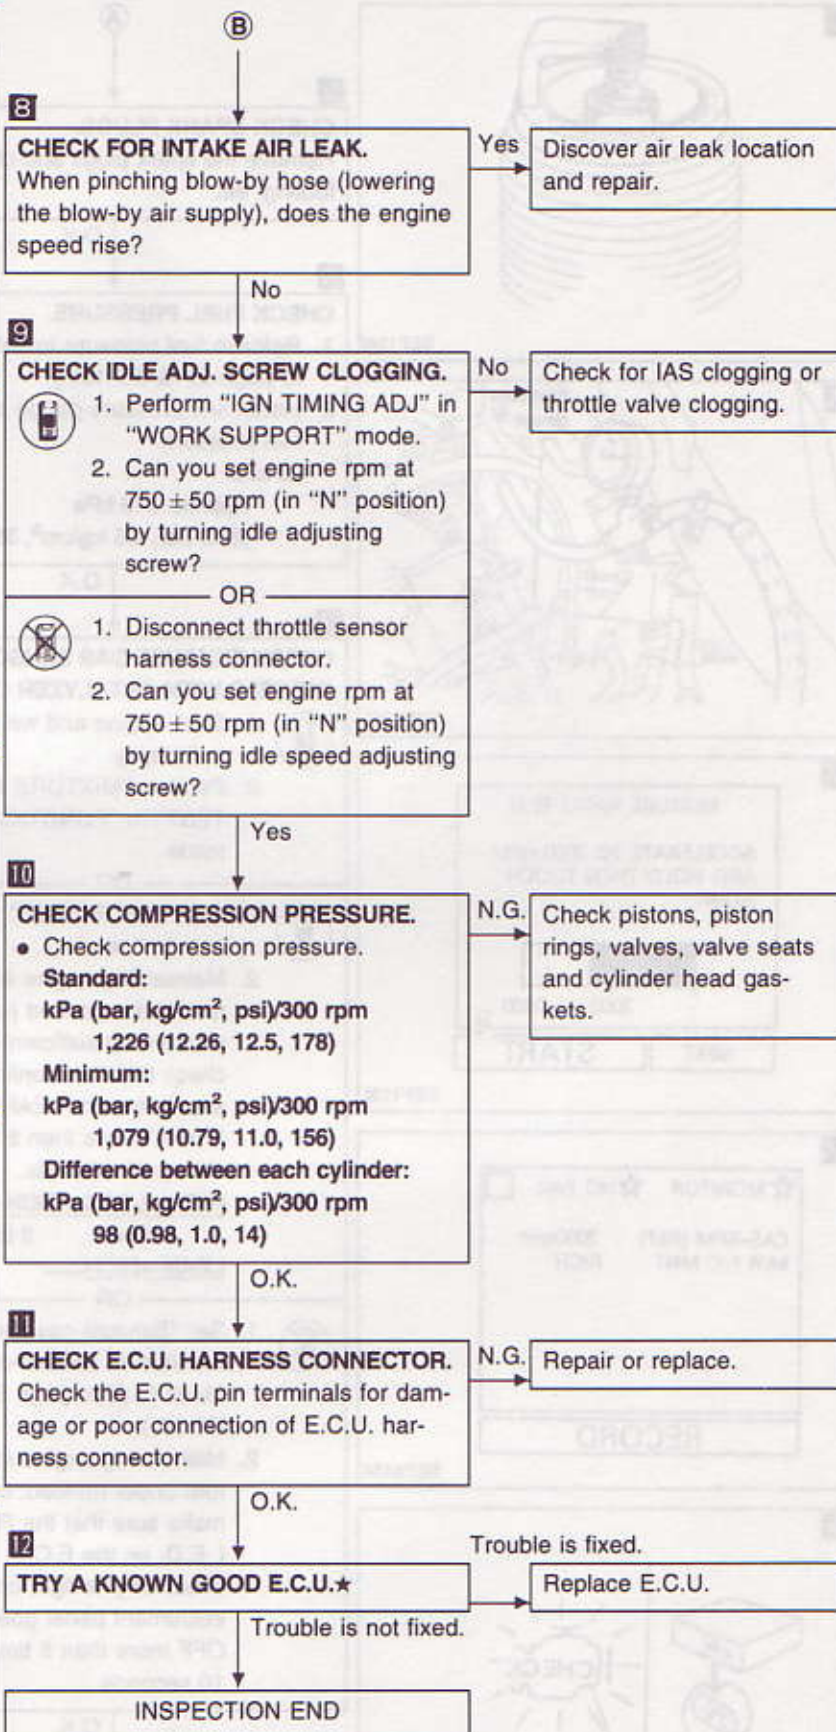 B
8
CHECK FOR INTAKE AIR LEAK.
When pinching blow-by hose (lowering
the blow-by air supply), does the engine
speed rise?
Yes
Discover air leak location
and repair.
No
9
CHECK IDLE ADJ. SCREW CLOGGING.
1. Perform "IGN TIMING ADJ" in
"WORK SUPPORT" mode.
2. Can you set engine rpm at
750±50 rpm (in "N" position)
by turning idle adjusting
screw?
OR
1. Disconnect throttle sensor
harness connector.
2. Can you set engine rpm at
750±50 rpm (in "N" position)
by turning idle speed adjusting
screw?
No
Check for IAS clogging or
throttle valve clogging.
Yes
10
CHECK COMPRESSION PRESSURE.
• Check compression pressure.
Standard:
kPa (bar, kg/cm², psi)/300 rpm
1,226 (12.26, 12.5, 178)
Minimum:
kPa (bar, kg/cm², psi)/300 rpm
1,079 (10.79, 11.0, 156)
Difference between each cylinder:
kPa (bar, kg/cm², psi)/300 rpm
98 (0.98, 1.0, 14)
N.G.
Check pistons, piston
rings, valves, valve seats
and cylinder head gas-
kets.
O.K.
11
CHECK E.C.U. HARNESS CONNECTOR.
Check the E.C.U. pin terminals for dam-
age or poor connection of E.C.U. har-
ness connector.
N.G.
Repair or replace.
O.K.
12
TRY A KNOWN GOOD E.C.U.★
Trouble is fixed.
Replace E.C.U.
Trouble is not fixed.
INSPECTION END